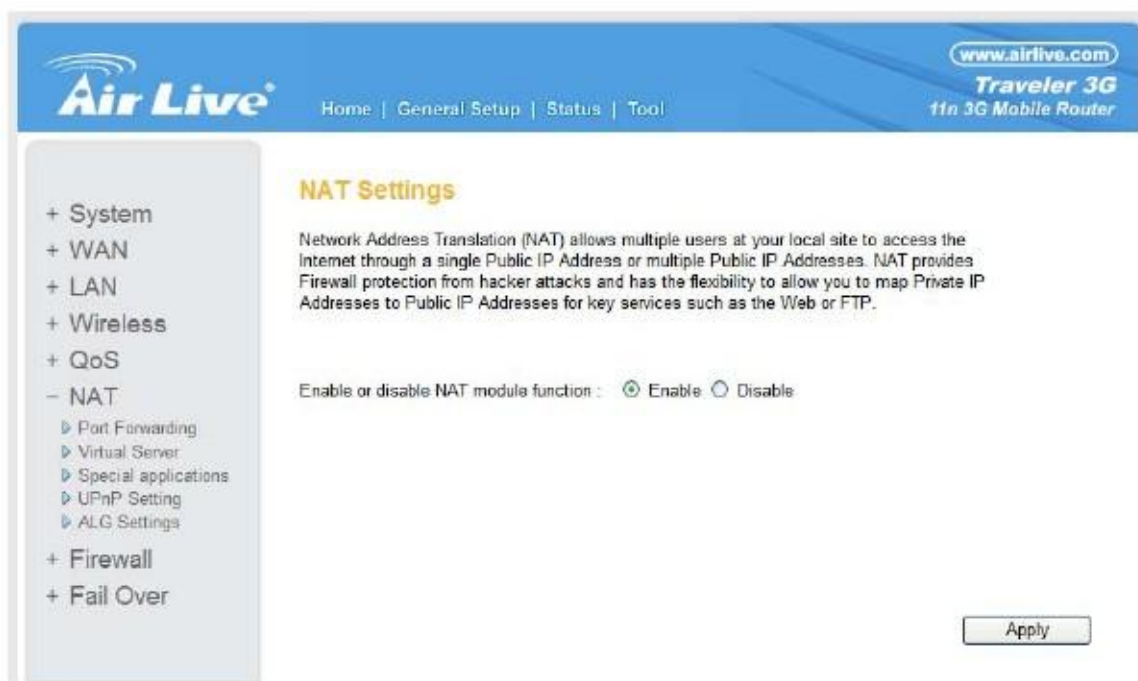 www.airlive.com
Air Live
Traveler 3G
Home | General Setup | Status | Tool
11n 3G Mobile Router
+ System
+ WAN
+ LAN
+ Wireless
+ QoS
- NAT
Port Forwarding
Virtual Server
Special applications
UPnP Setting
ALG Settings
+ Firewall
+ Fail Over
NAT Settings
Network Address Translation (NAT) allows multiple users at your local site to access the
Internet through a single Public IP Address or multiple Public IP Addresses. NAT provides
Firewall protection from hacker attacks and has the flexibility to allow you to map Private IP
Addresses to Public IP Addresses for key services such as the Web or FTP.
Enable or disable NAT module function : Enable Disable
Apply